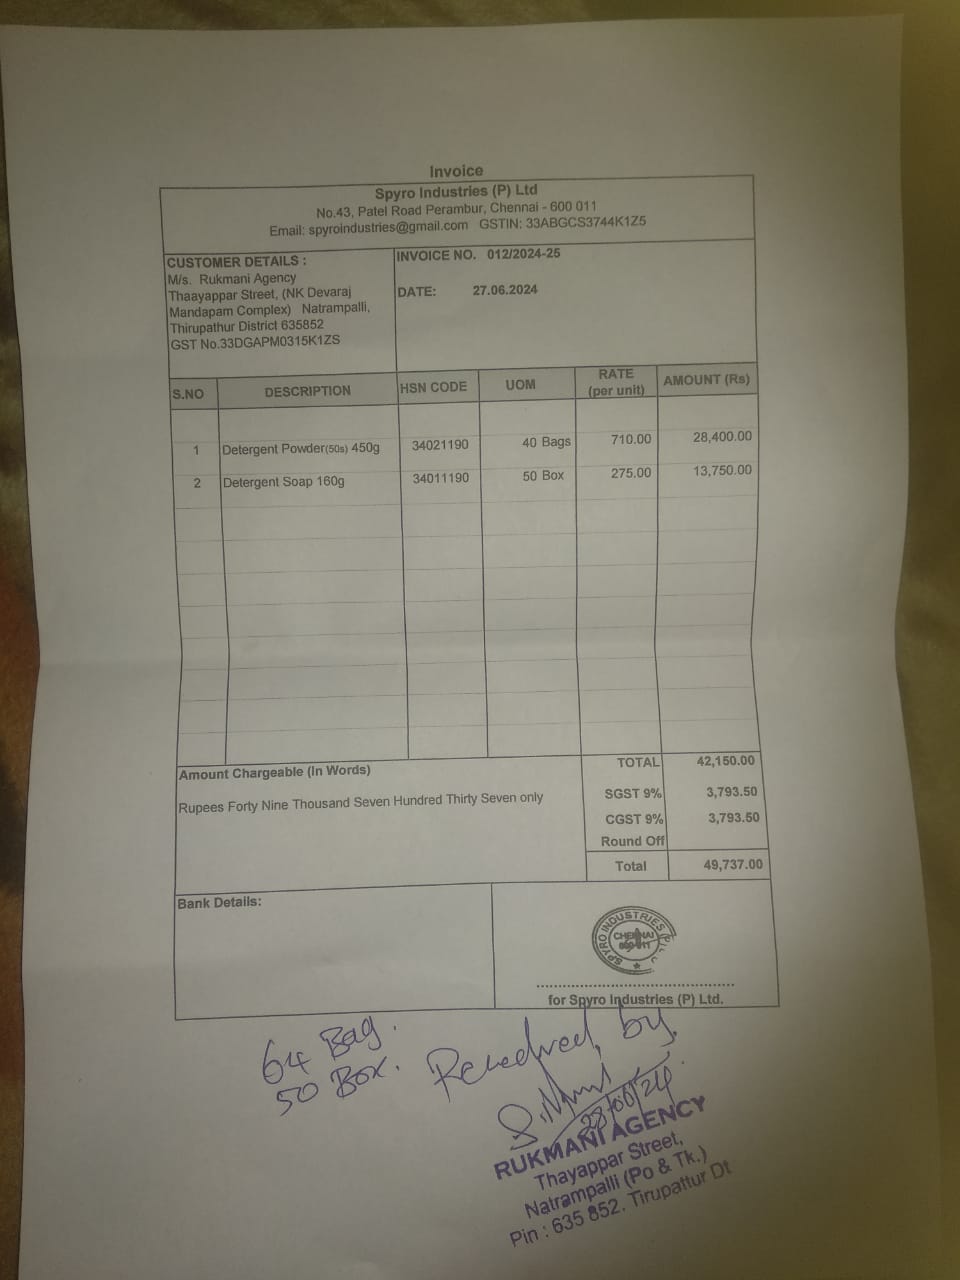 Invoice
Spyro Industries (P) Ltd
No.43, Patel Road Perambur, Chennai - 600 011
Email: spyroindustries@gmail.com GSTIN: 33ABGCS3744K1Z5
CUSTOMER DETAILS :
M/s. Rukmani Agency
Thaayappar Street, (NK Devaraj
Mandapam Complex) Natrampalli,
Thirupathur District 635852
GST No.33DGAPM0315K1ZS
INVOICE NO. 012/2024-25
DATE: 27.06.2024
S.NO DESCRIPTION HSN CODE UOM RATE (per unit) AMOUNT (Rs)
1 Detergent Powder(50s) 450g 34021190 40 Bags 710.00 28,400.00
2 Detergent Soap 160g 34011190 50 Box 275.00 13,750.00
Amount Chargeable (In Words)
Rupees Forty Nine Thousand Seven Hundred Thirty Seven only
TOTAL 42,150.00
SGST 9% 3,793.50
CGST 9% 3,793.50
Round Off
Total 49,737.00
Bank Details:
SPYRO INDUSTRIES
CHENNAI
for Spyro Industries (P) Ltd.
64 Bag.
50 Box.
Received by
28/06/24
RUKMANI AGENCY
Thayappar Street,
Natrampalli (Po & Tk.)
Pin : 635 852. Tirupattur Dt